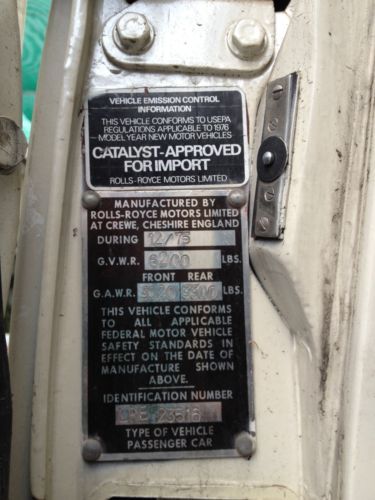 VEHICLE EMISSION CONTROL
INFORMATION
THIS VEHICLE CONFORMS TO USEPA
REGULATIONS APPLICABLE TO 1976
MODEL YEAR NEW MOTOR VEHICLES
CATALYST-APPROVED
FOR IMPORT
ROLLS-ROYCE MOTORS LIMITED
MANUFACTURED BY
ROLLS-ROYCE MOTORS LIMITED
AT CREWE, CHESHIRE ENGLAND
DURING 12/75
G.V.W.R. 6200 LBS.
FRONT REAR
G.A.W.R. LBS.
THIS VEHICLE CONFORMS
TO ALL APPLICABLE
FEDERAL MOTOR VEHICLE
SAFETY STANDARDS IN
EFFECT ON THE DATE OF
MANUFACTURE SHOWN
ABOVE.
IDENTIFICATION NUMBER
TYPE OF VEHICLE
PASSENGER CAR